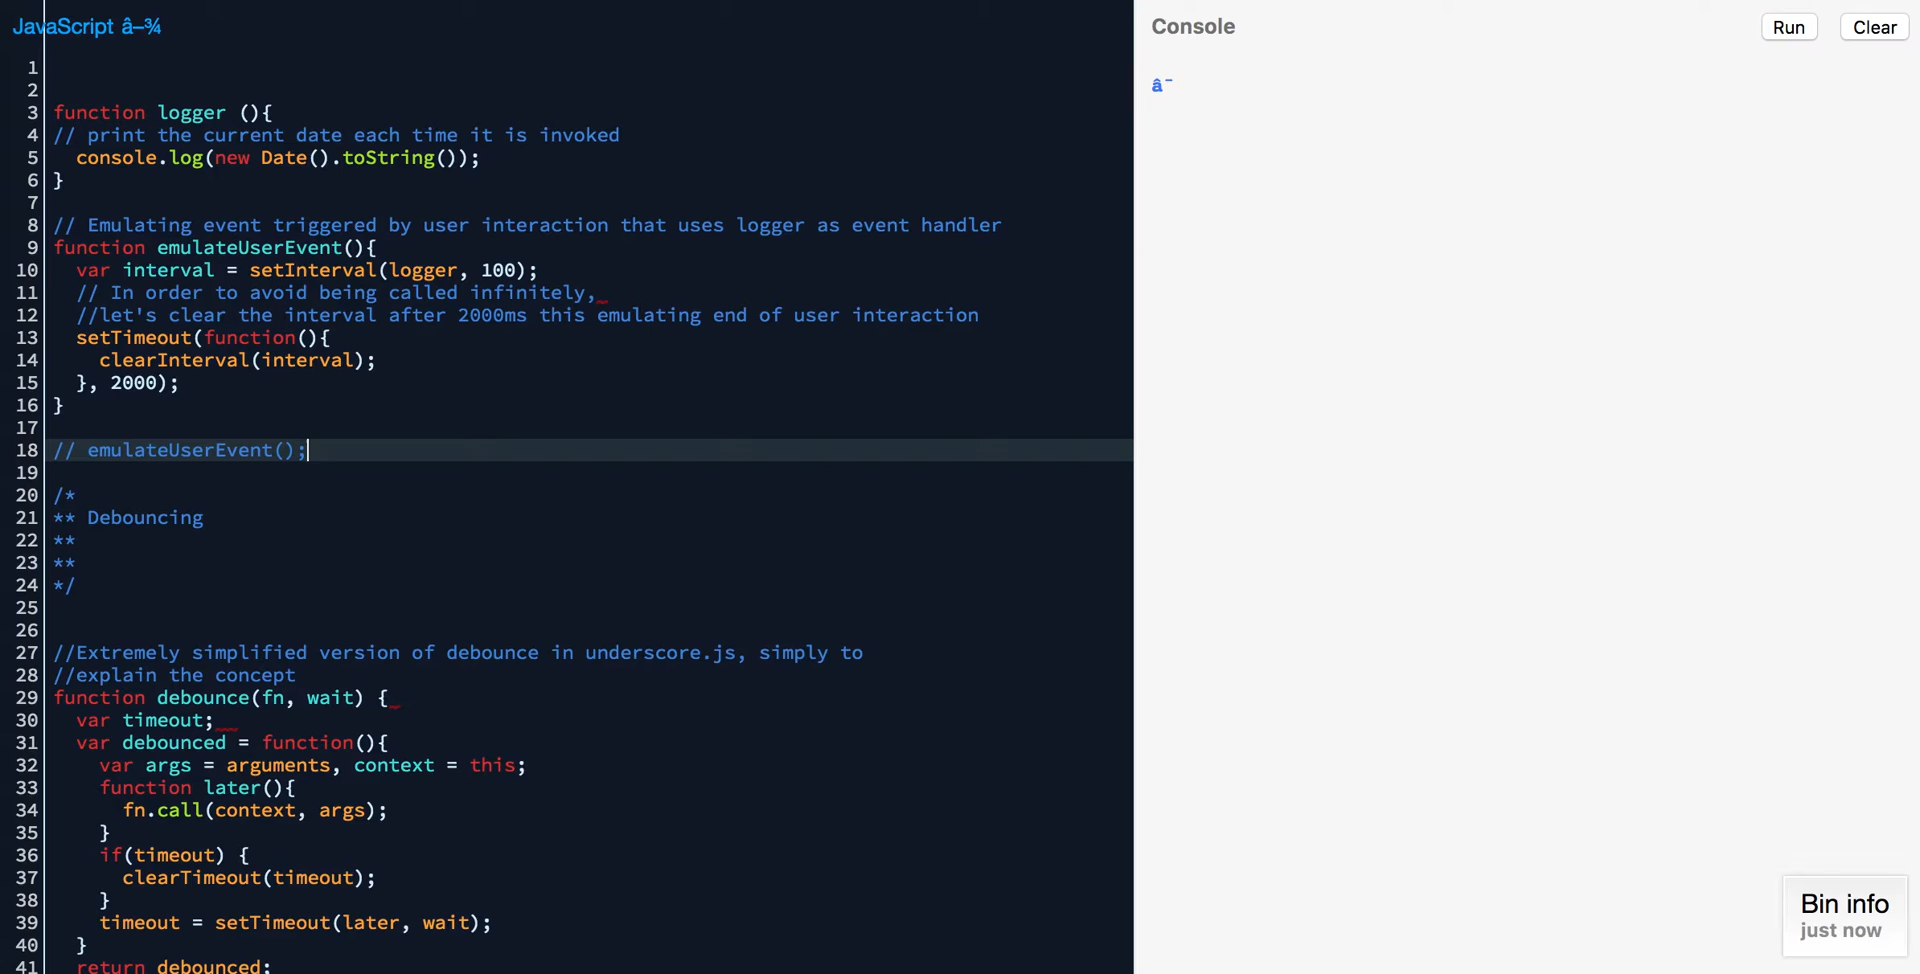 JavaScript â–¾
Console
Run
Clear
â¯
1
2
3 function logger (){
4 // print the current date each time it is invoked
5 console.log(new Date().toString());
6 }
7
8 // Emulating event triggered by user interaction that uses logger as event handler
9 function emulateUserEvent(){
10 var interval = setInterval(logger, 100);
11 // In order to avoid being called infinitely,
12 //let's clear the interval after 2000ms this emulating end of user interaction
13 setTimeout(function(){
14 clearInterval(interval);
15 }, 2000);
16 }
17
18 // emulateUserEvent();
19
20 /*
21 ** Debouncing
22 **
23 **
24 */
25
26
27 //Extremely simplified version of debounce in underscore.js, simply to
28 //explain the concept
29 function debounce(fn, wait) {
30 var timeout;
31 var debounced = function(){
32 var args = arguments, context = this;
33 function later(){
34 fn.call(context, args);
35 }
36 if(timeout) {
37 clearTimeout(timeout);
38 }
39 timeout = setTimeout(later, wait);
40 }
41 return debounced;
Bin info
just now